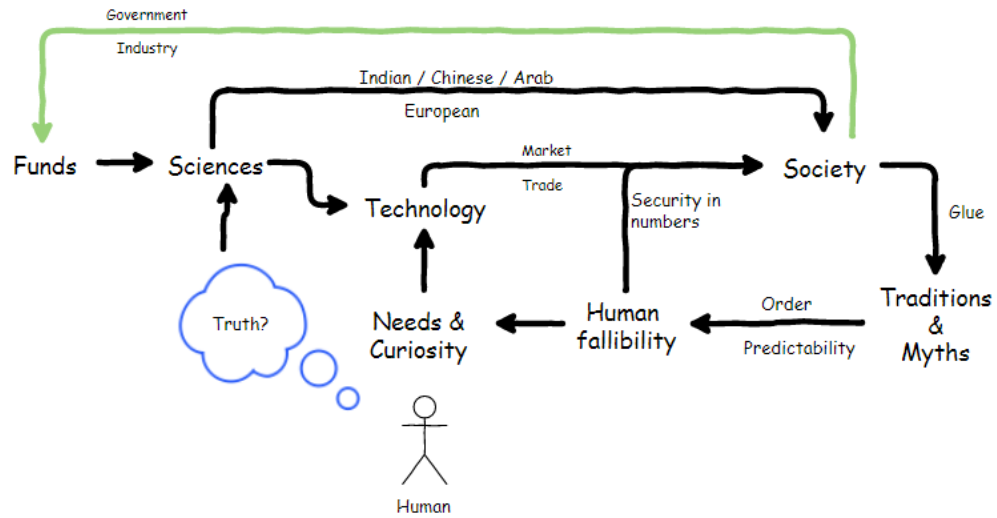 Government
Industry
Indian / Chinese / Arab
European
Funds
Sciences
Market
Trade
Society
Technology
Security in
numbers
Glue
Truth?
Needs &
Curiosity
Human
fallibility
Order
Predictability
Traditions
&
Myths
Human